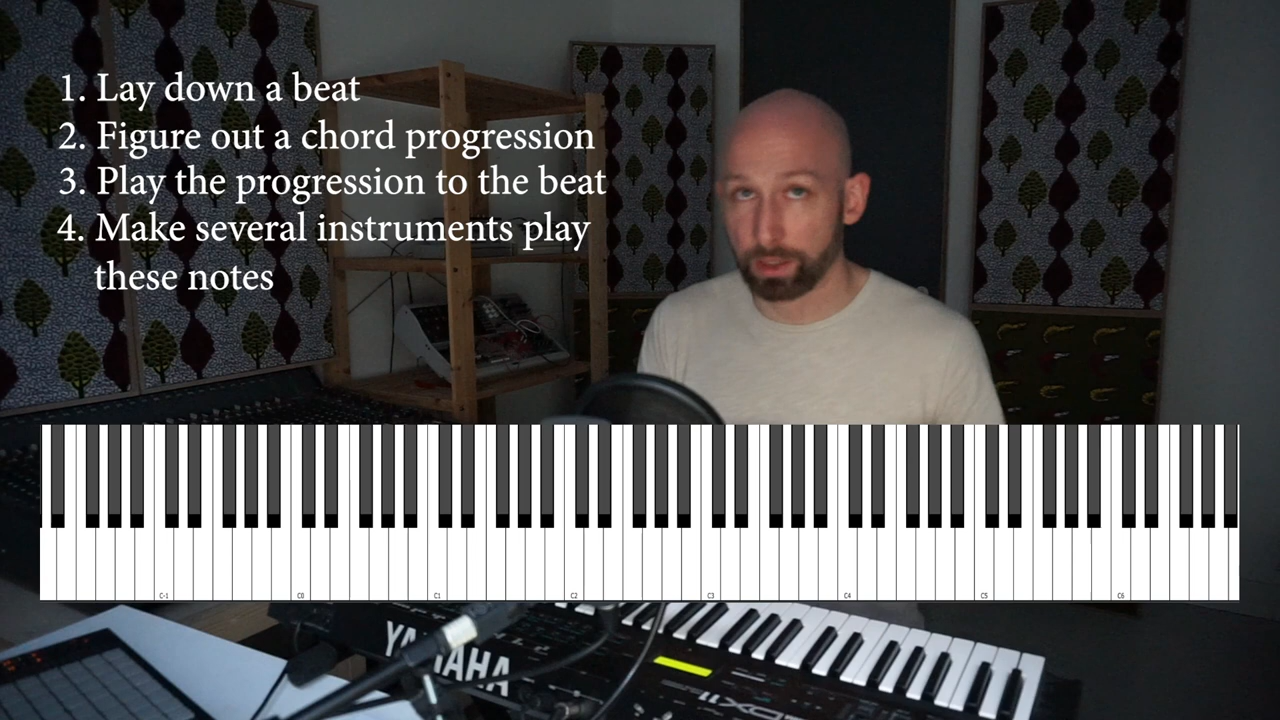 1. Lay down a beat
2. Figure out a chord progression
3. Play the progression to the beat
4. Make several instruments play
these notes
C-1 C0 C1 C2 C3 C4 C5 C6
YAMAHA
DX11